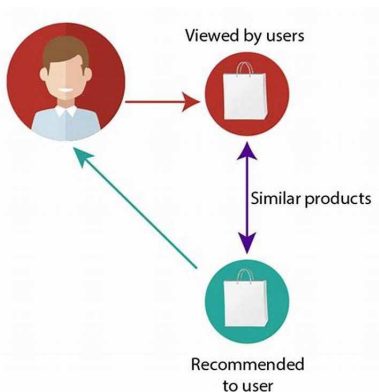 Viewed by users
Similar products
Recommended
to user